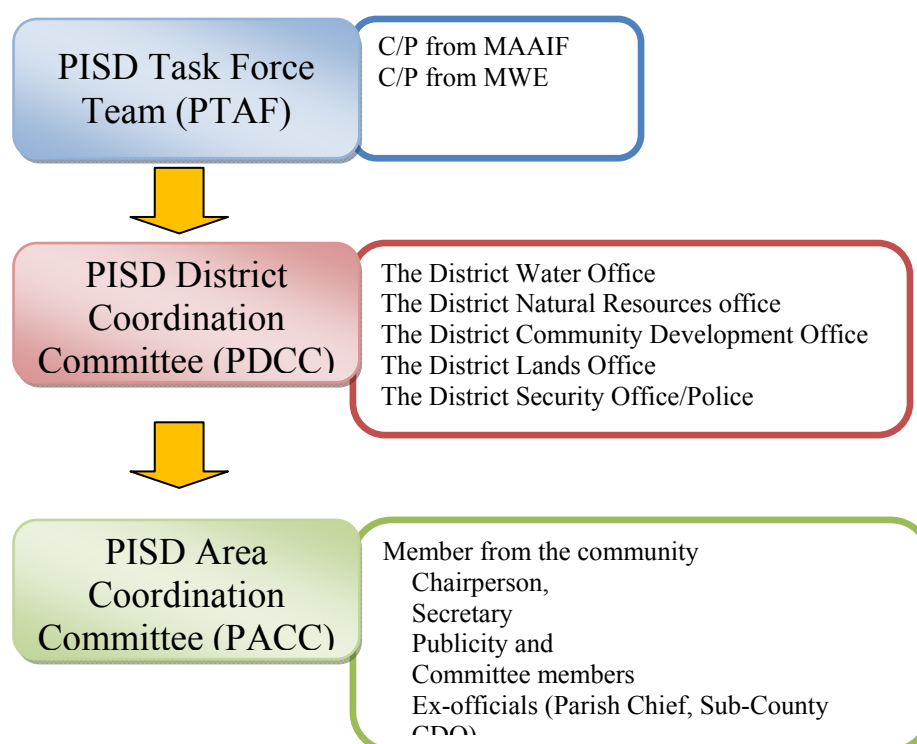 PISD Task Force
Team (PTAF)
C/P from MAAIF
C/P from MWE
PISD District
Coordination
Committee (PDCC)
The District Water Office
The District Natural Resources office
The District Community Development Office
The District Lands Office
The District Security Office/Police
PISD Area
Coordination
Committee (PACC)
Member from the community
Chairperson,
Secretary
Publicity and
Committee members
Ex-officials (Parish Chief, Sub-County
CDO)